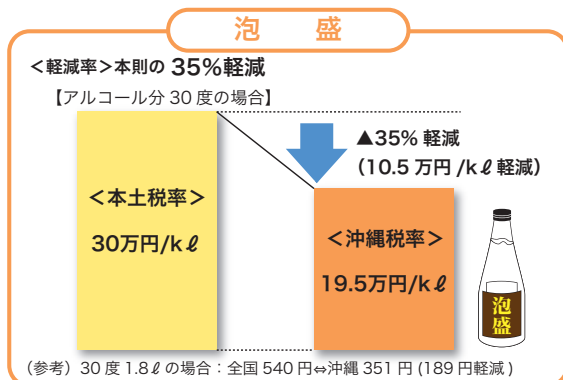 泡 盛
＜軽減率＞本則の 35%軽減
【アルコール分 30 度の場合】
▲35% 軽減
（10.5 万円 /kℓ 軽減）
＜本土税率＞
30万円/kℓ
＜沖縄税率＞
19.5万円/kℓ
泡盛
（参考）30 度 1.8ℓ の場合：全国 540 円⇔沖縄 351 円 (189 円軽減 )